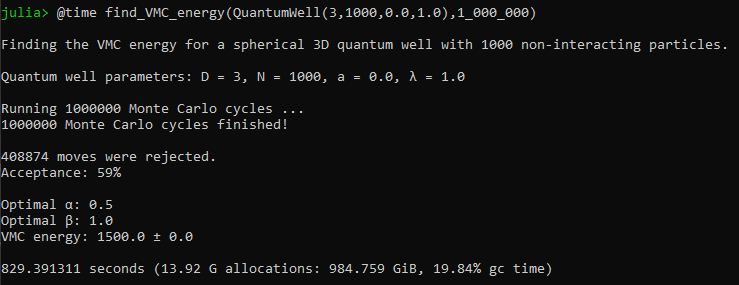 julia> @time find_VMC_energy(QuantumWell(3,1000,0.0,1.0),1_000_000)
Finding the VMC energy for a spherical 3D quantum well with 1000 non-interacting particles.
Quantum well parameters: D = 3, N = 1000, a = 0.0, λ = 1.0
Running 1000000 Monte Carlo cycles ...
1000000 Monte Carlo cycles finished!
408874 moves were rejected.
Acceptance: 59%
Optimal α: 0.5
Optimal β: 1.0
VMC energy: 1500.0 ± 0.0
829.391311 seconds (13.92 G allocations: 984.759 GiB, 19.84% gc time)